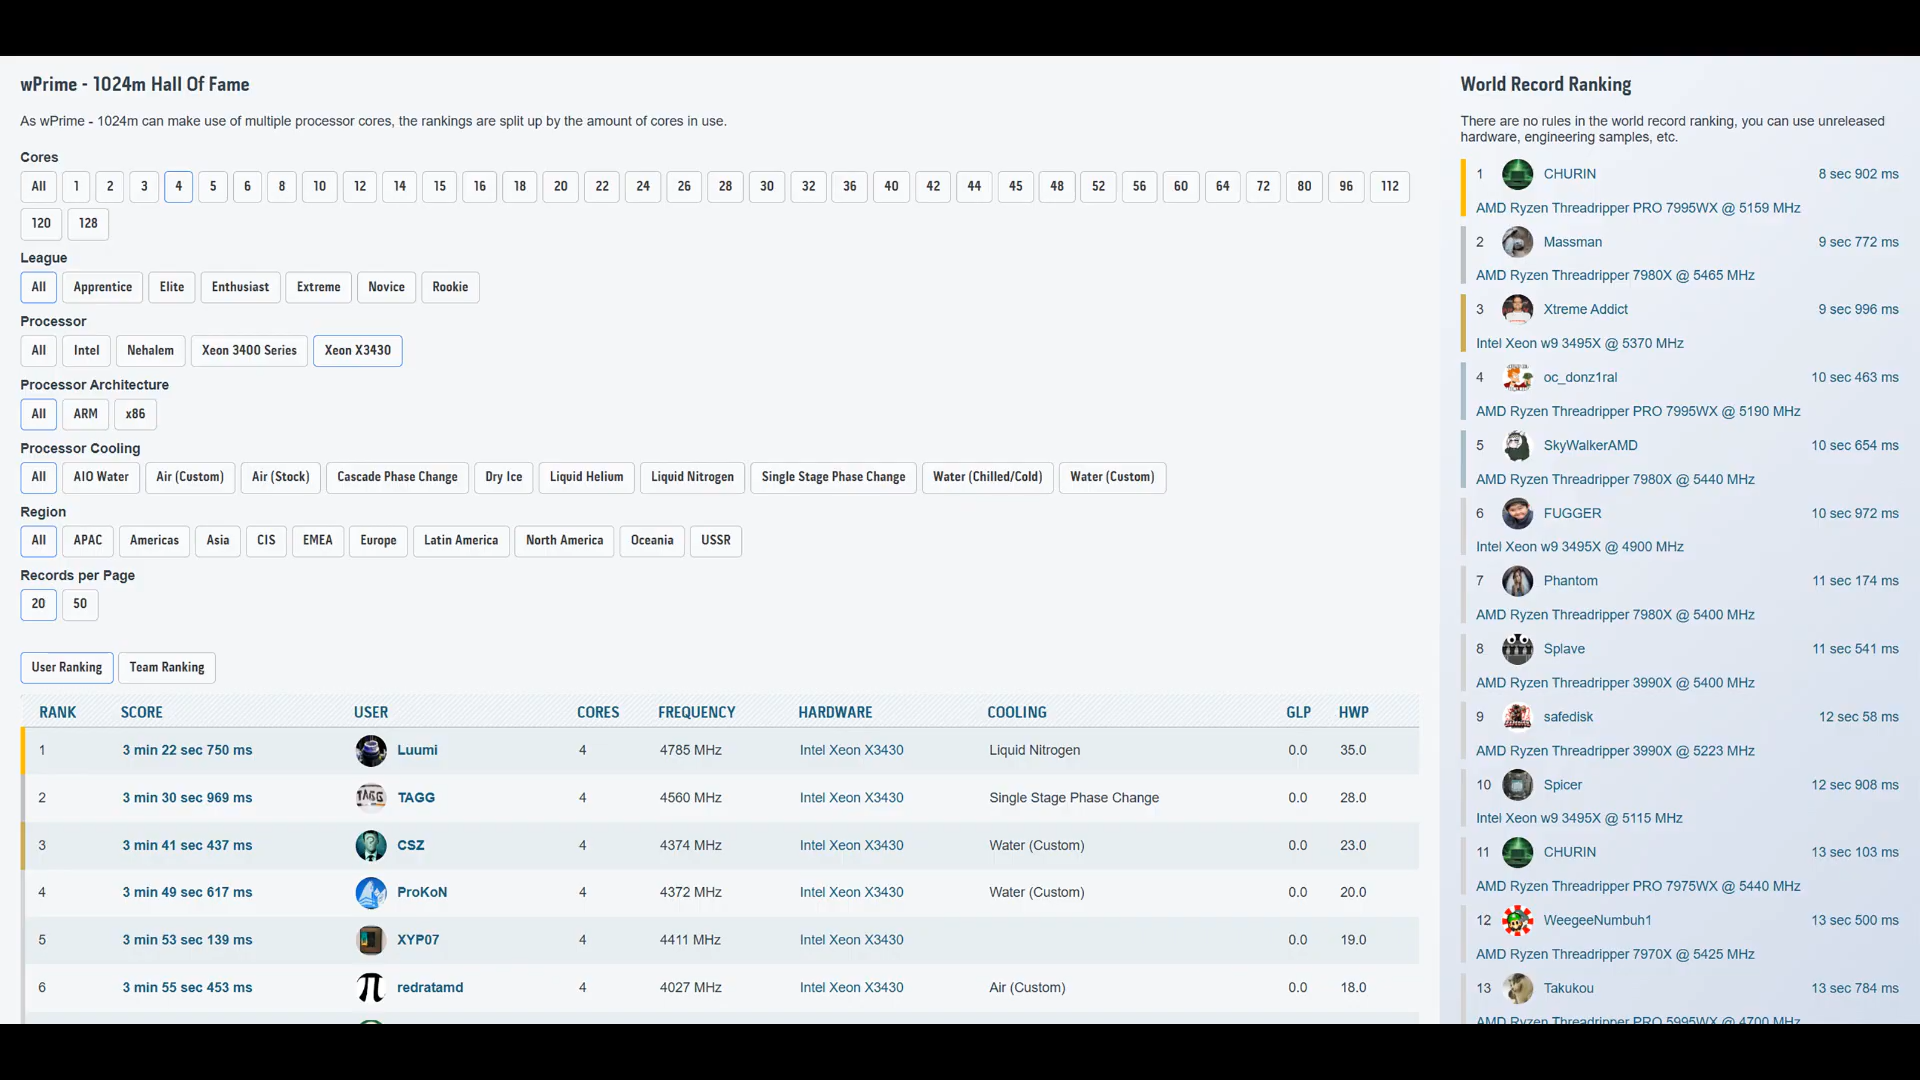 wPrime - 1024m Hall Of Fame
As wPrime - 1024m can make use of multiple processor cores, the rankings are split up by the amount of cores in use.
Cores
All 1 2 3 4 5 6 8 10 12 14 15 16 18 20 22 24 26 28 30 32 36 40 42 44 45 48 52 56 60 64 72 80 96 112
120 128
League
All Apprentice Elite Enthusiast Extreme Novice Rookie
Processor
All Intel Nehalem Xeon 3400 Series Xeon X3430
Processor Architecture
All ARM x86
Processor Cooling
All AIO Water Air (Custom) Air (Stock) Cascade Phase Change Dry Ice Liquid Helium Liquid Nitrogen Single Stage Phase Change Water (Chilled/Cold) Water (Custom)
Region
All APAC Americas Asia CIS EMEA Europe Latin America North America Oceania USSR
Records per Page
20 50
User Ranking Team Ranking
RANK SCORE USER CORES FREQUENCY HARDWARE COOLING GLP HWP
1 3 min 22 sec 750 ms Luumi 4 4785 MHz Intel Xeon X3430 Liquid Nitrogen 0.0 35.0
2 3 min 30 sec 969 ms TAGG TAGG 4 4560 MHz Intel Xeon X3430 Single Stage Phase Change 0.0 28.0
3 3 min 41 sec 437 ms CSZ 4 4374 MHz Intel Xeon X3430 Water (Custom) 0.0 23.0
4 3 min 49 sec 617 ms ProKoN 4 4372 MHz Intel Xeon X3430 Water (Custom) 0.0 20.0
5 3 min 53 sec 139 ms XYP07 4 4411 MHz Intel Xeon X3430 0.0 19.0
6 3 min 55 sec 453 ms π redratamd 4 4027 MHz Intel Xeon X3430 Air (Custom) 0.0 18.0
World Record Ranking
There are no rules in the world record ranking, you can use unreleased
hardware, engineering samples, etc.
1 CHURIN 8 sec 902 ms
AMD Ryzen Threadripper PRO 7995WX @ 5159 MHz
2 Massman 9 sec 772 ms
AMD Ryzen Threadripper 7980X @ 5465 MHz
3 Xtreme Addict 9 sec 996 ms
Intel Xeon w9 3495X @ 5370 MHz
4 oc_donz1ral 10 sec 463 ms
AMD Ryzen Threadripper PRO 7995WX @ 5190 MHz
5 SkyWalkerAMD 10 sec 654 ms
AMD Ryzen Threadripper 7980X @ 5440 MHz
6 FUGGER 10 sec 972 ms
Intel Xeon w9 3495X @ 4900 MHz
7 Phantom 11 sec 174 ms
AMD Ryzen Threadripper 7980X @ 5400 MHz
8 Splave 11 sec 541 ms
AMD Ryzen Threadripper 3990X @ 5400 MHz
9 safedisk 12 sec 58 ms
AMD Ryzen Threadripper 3990X @ 5223 MHz
10 Spicer 12 sec 908 ms
Intel Xeon w9 3495X @ 5115 MHz
11 CHURIN 13 sec 103 ms
AMD Ryzen Threadripper PRO 7975WX @ 5440 MHz
12 WeegeeNumbuh1 13 sec 500 ms
AMD Ryzen Threadripper 7970X @ 5425 MHz
13 Takukou 13 sec 784 ms
AMD Ryzen Threadripper PRO 5995WX @ 4700 MHz